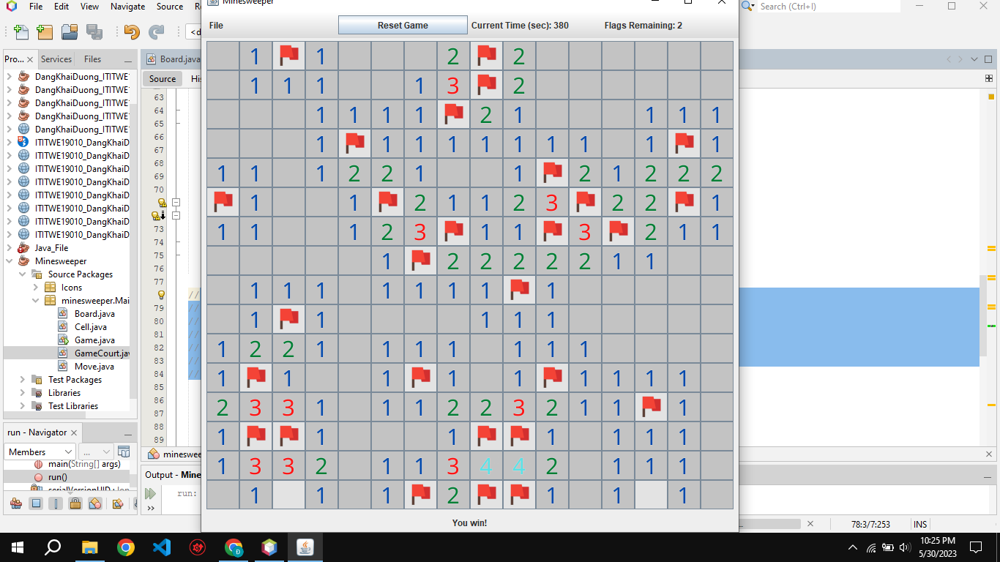 File Edit View Navigate Source R
Search (Ctrl+I)
Minesweeper
File Reset Game Current Time (sec): 380 Flags Remaining: 2
<d
Pro... Services Files
Board.java
Source His
DangKhaiDuong_ITITWE
DangKhaiDuong_ITITWE
DangKhaiDuong_ITITWE
DangKhaiDuong_ITITWE
DangKhaiDuong_ITITWE
ITITWE19010_DangKhaiD
ITITWE19010_DangKhaiD
ITITWE19010_DangKhaiD
ITITWE19010_DangKhaiD
ITITWE19010_DangKhaiD
ITITWE19010_DangKhaiD
ITITWE19010_DangKhaiD
ITITWE19010_DangKhaiD
Java_File
Minesweeper
Source Packages
Icons
minesweeper.Mai
Board.java
Cell.java
Game.java
GameCourt.jav
Move.java
Test Packages
Libraries
Test Libraries
63
64
65
66
67
68
69
70
73
74
75
76
77
//
79 //
80 //
81 //
82 //
83 //
84 //
85
86
87
88
89
1 1 2 2
1 1 1 1 3 2
1 1 1 1 2 1 1 1 1
1 1 1 1 1 1 1 1 1 1
1 1 1 2 2 1 1 2 1 2 2 2
1 1 2 1 1 2 3 2 2 1
1 1 1 2 3 1 1 3 2 1 1
1 2 2 2 2 2 1 1
1 1 1 1 1 1 1 1
1 1 1 1 1
1 2 2 1 1 1 1 1 1 1
1 1 1 1 1 1 1 1 1
2 3 3 1 1 1 2 2 3 2 1 1 1
1 1 1 1 1 1 1
1 3 3 2 1 1 3 4 4 2 1 1 1
1 1 1 2 1 1 1
You win!
run - Navigator
Members ...
main(String[] args)
run()
serialVersionUID : lon
mineswee
Output - Mine
run:
78:3/7:253 INS
10:25 PM
5/30/2023